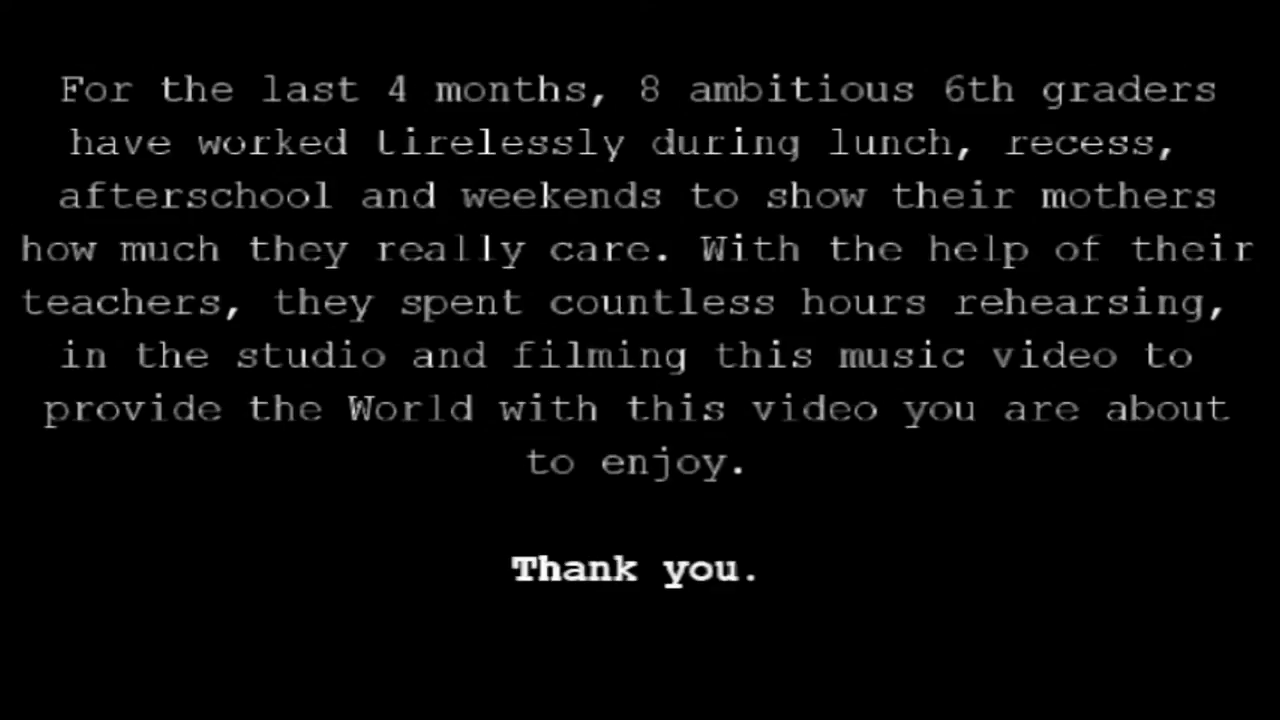 For the last 4 months, 8 ambitious 6th graders
have worked tirelessly during lunch, recess,
afterschool and weekends to show their mothers
how much they really care. With the help of their
teachers, they spent countless hours rehearsing,
in the studio and filming this music video to
provide the World with this video you are about
to enjoy.
Thank you.